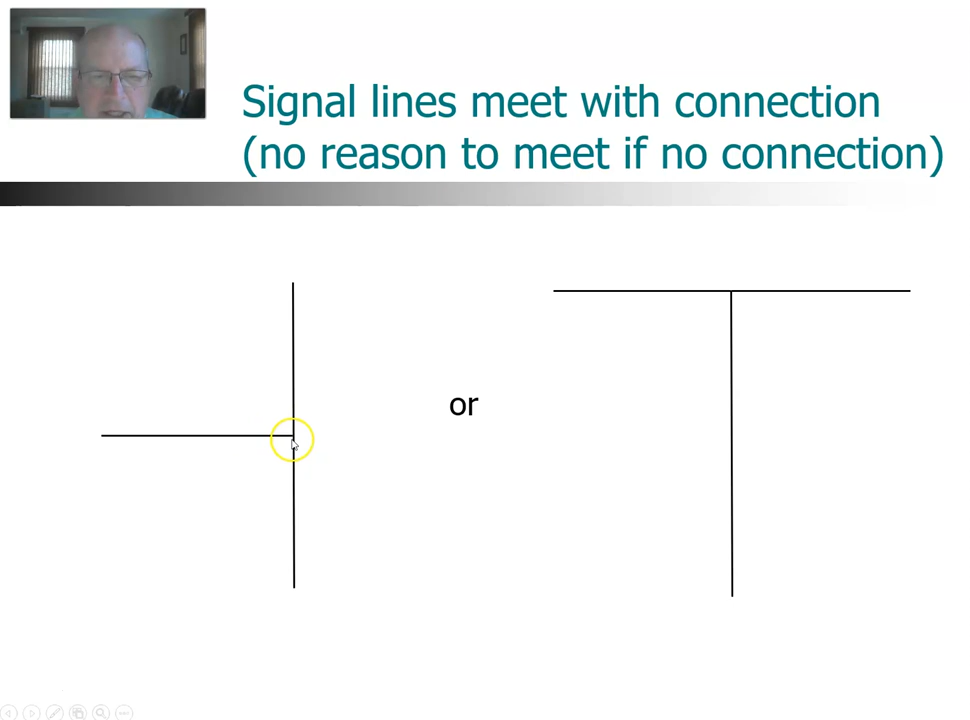 Signal lines meet with connection
(no reason to meet if no connection)
or